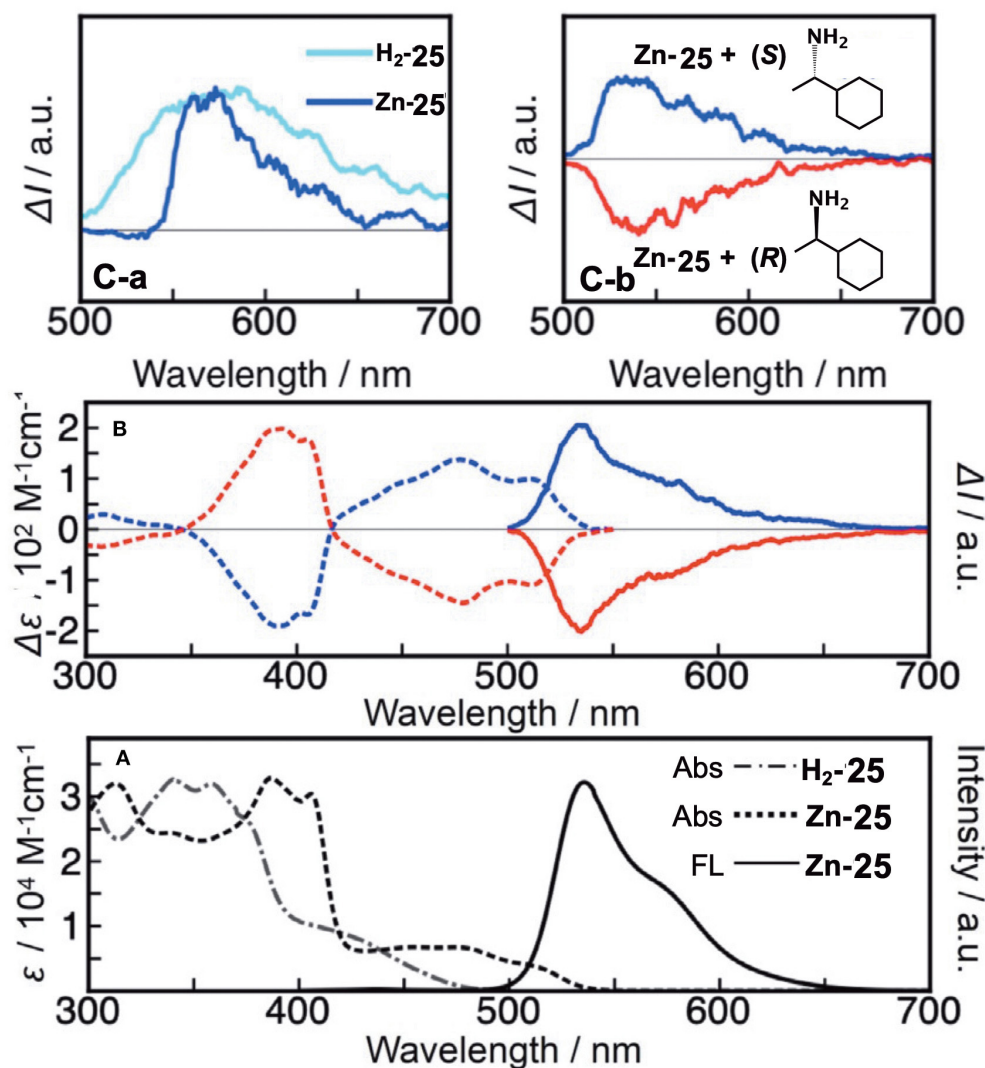 ΔI / a.u.
H₂-25
Zn-25
C-a
500 600 700
Wavelength / nm
ΔI / a.u.
Zn-25 + (S)
NH₂
NH₂
Zn-25 + (R)
C-b
500 600 700
Wavelength / nm
B
Δε / 10² M⁻¹cm⁻¹
2
1
0
-1
-2
ΔI / a.u.
300 400 500 600 700
Wavelength / nm
A
ε / 10⁴ M⁻¹cm⁻¹
3
2
1
Abs H₂-25
Abs Zn-25
FL Zn-25
Intensity / a.u.
300 400 500 600 700
Wavelength / nm